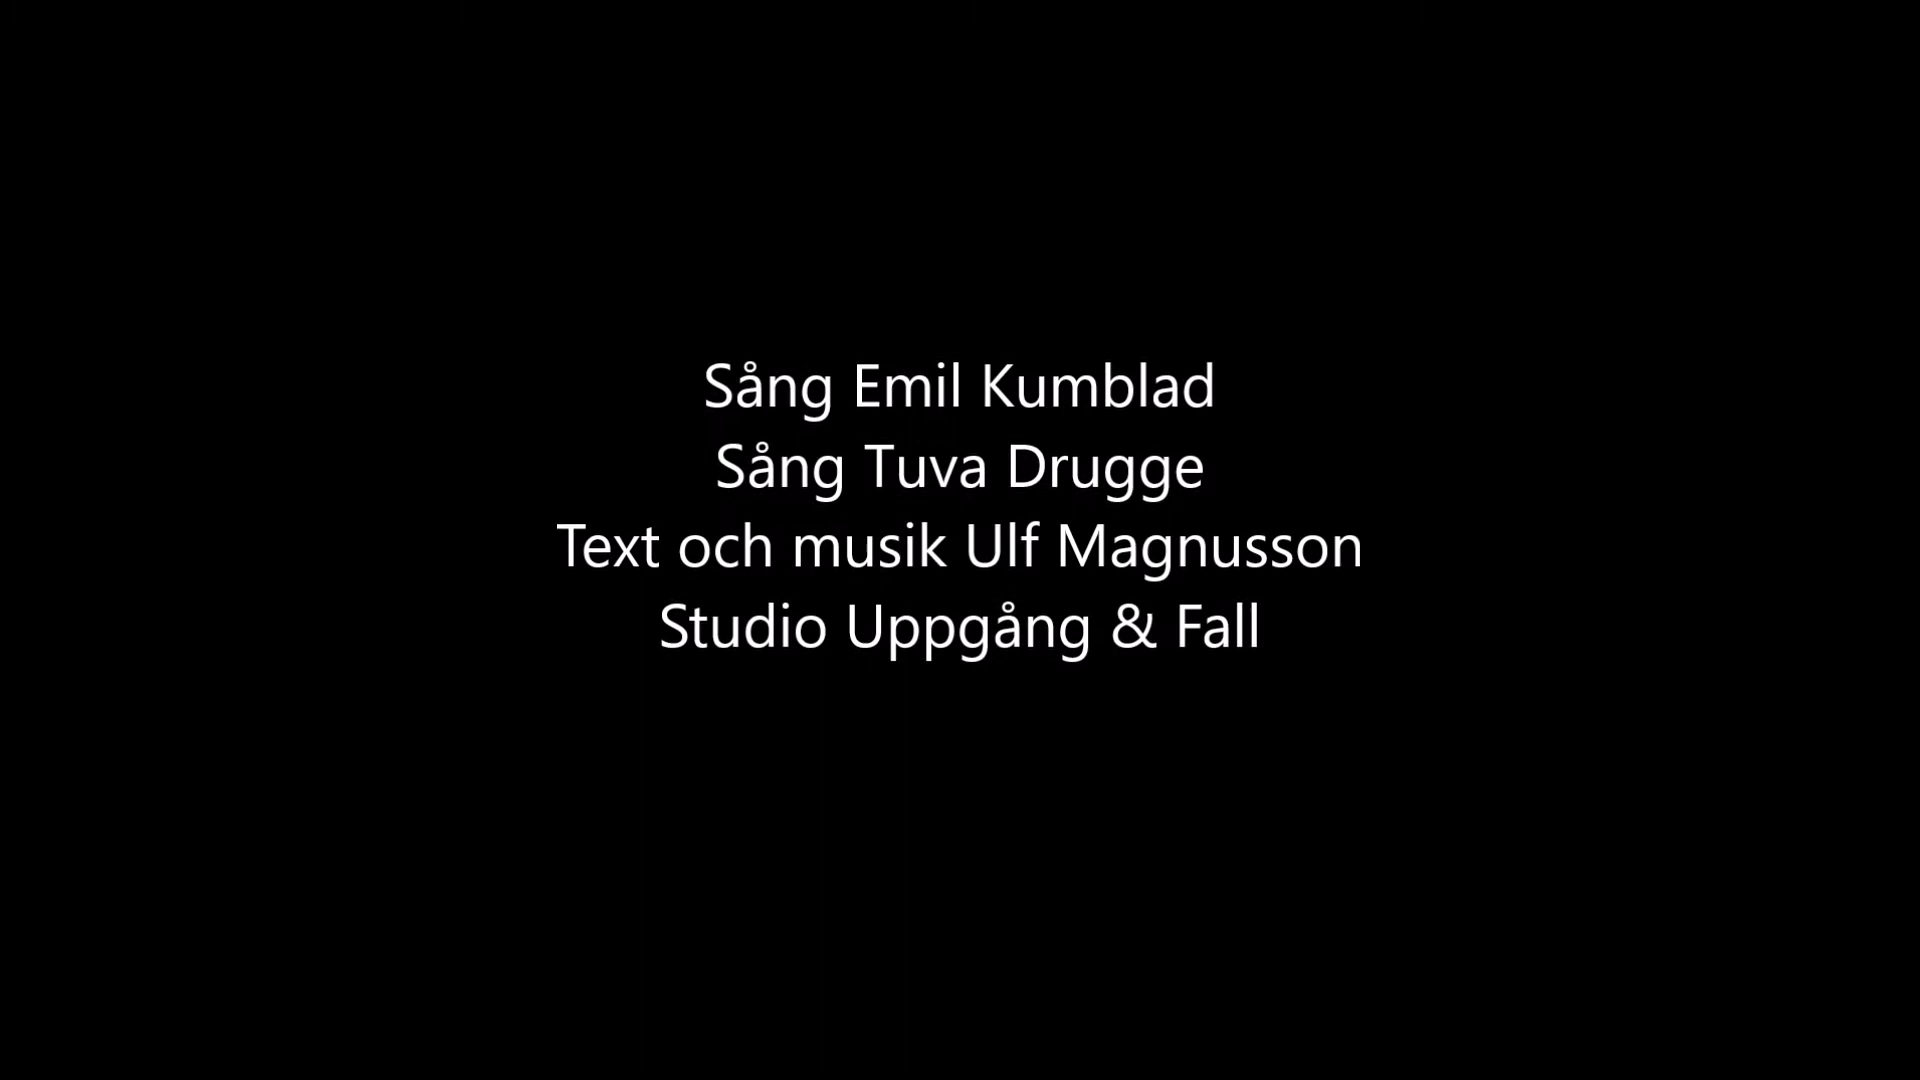 Sång Emil Kumblad
Sång Tuva Drugge
Text och musik Ulf Magnusson
Studio Uppgång & Fall